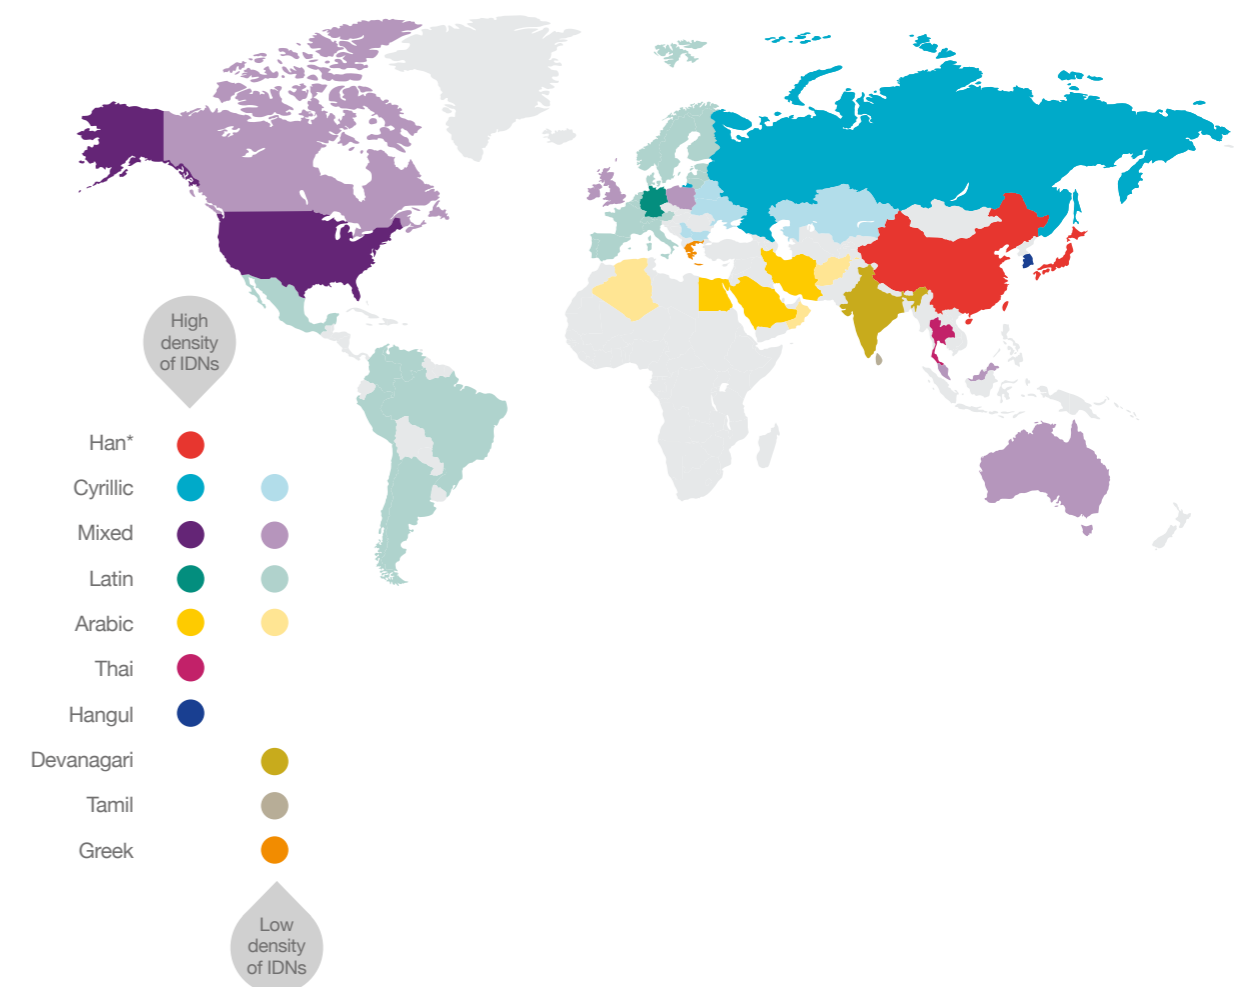 High
density
of IDNs
Han*
Cyrillic
Mixed
Latin
Arabic
Thai
Hangul
Devanagari
Tamil
Greek
Low
density
of IDNs